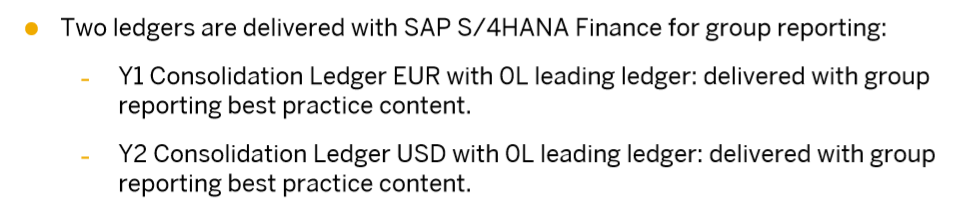 ● Two ledgers are delivered with SAP S/4HANA Finance for group reporting:
- Y1 Consolidation Ledger EUR with 0L leading ledger: delivered with group
reporting best practice content.
- Y2 Consolidation Ledger USD with 0L leading ledger: delivered with group
reporting best practice content.